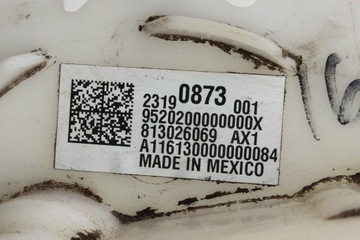 2319 0873 001
9520200000000X
813026069 AX1
A116130000000084
MADE IN MEXICO